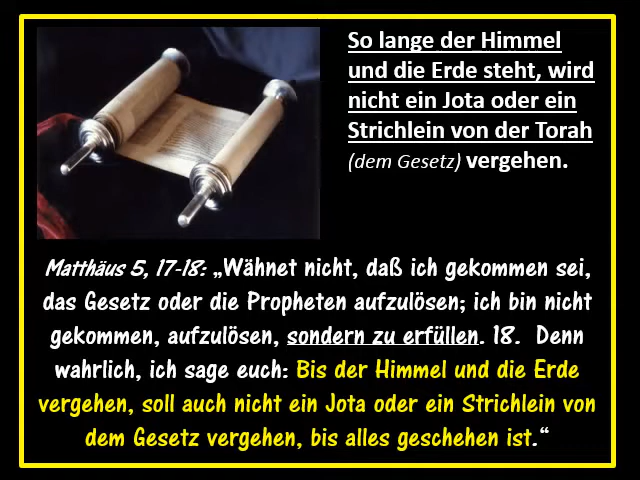 So lange der Himmel
und die Erde steht, wird
nicht ein Jota oder ein
Strichlein von der Torah
(dem Gesetz) vergehen.
Matthäus 5, 17-18: „Wähnet nicht, daß ich gekommen sei,
das Gesetz oder die Propheten aufzulösen; ich bin nicht
gekommen, aufzulösen, sondern zu erfüllen. 18. Denn
wahrlich, ich sage euch: Bis der Himmel und die Erde
vergehen, soll auch nicht ein Jota oder ein Strichlein von
dem Gesetz vergehen, bis alles geschehen ist.“